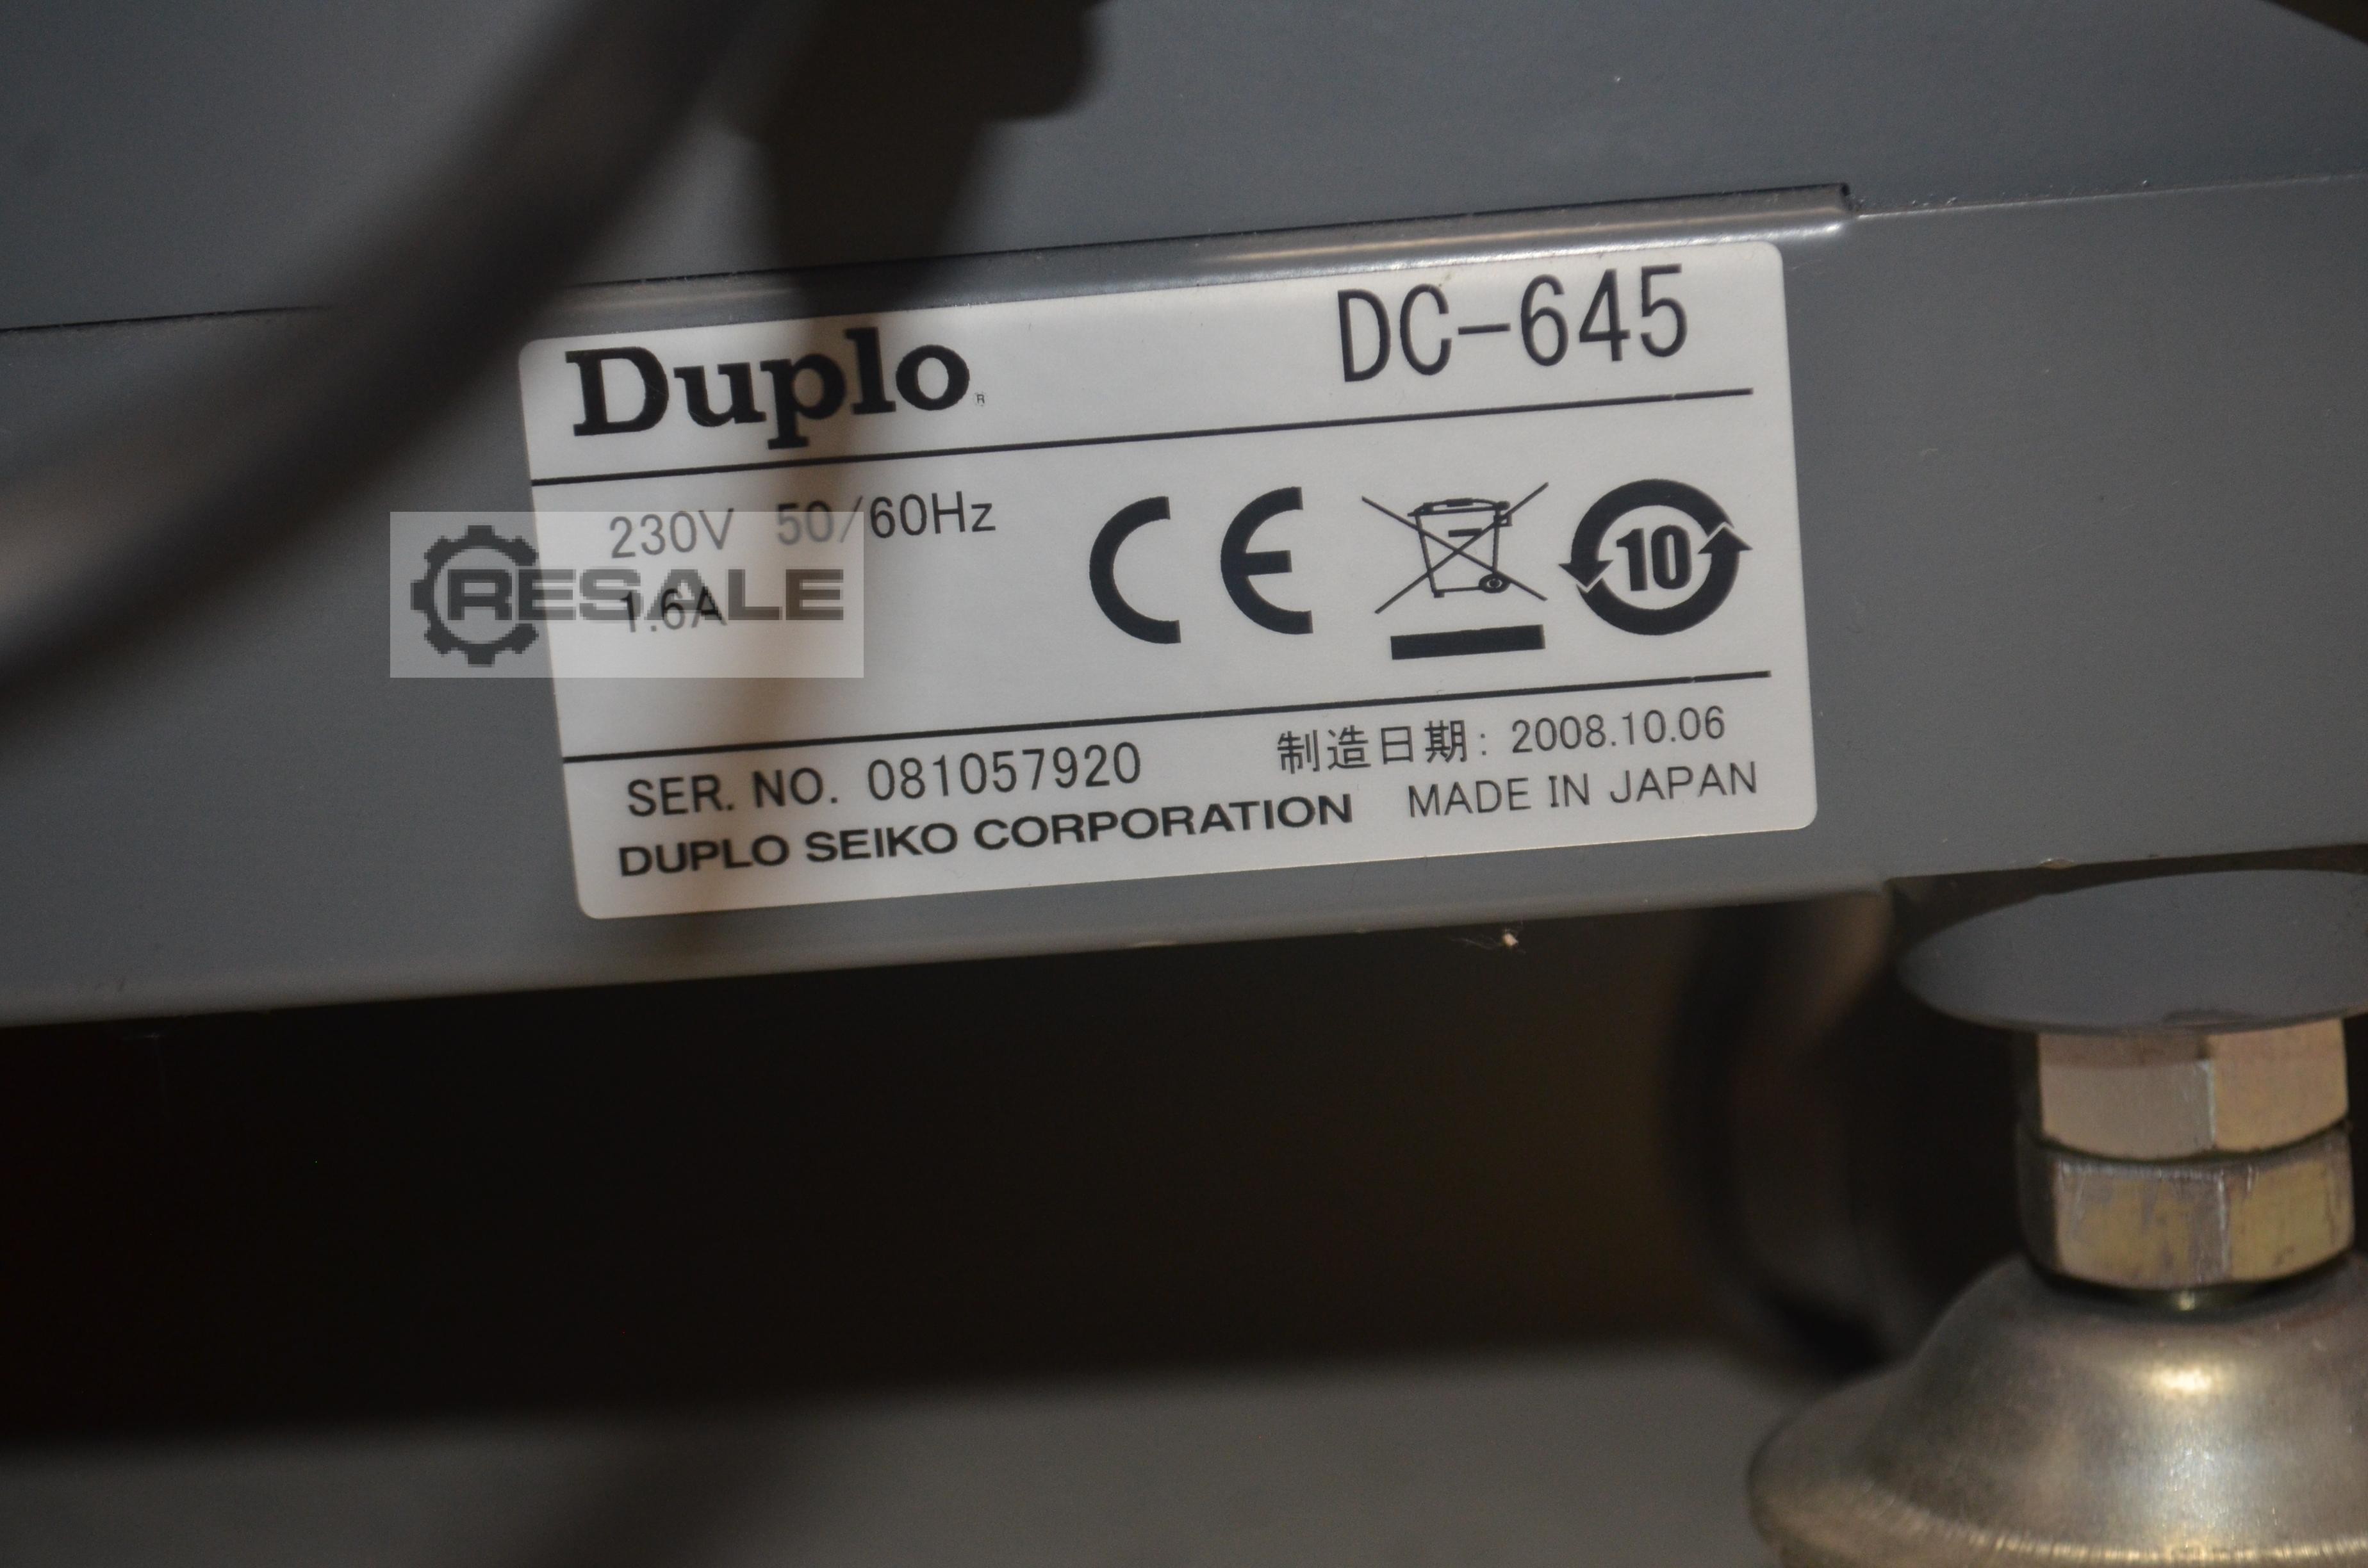 Duplo® DC-645
230V 50/60Hz
RESALE
1.6A
10
SER. NO. 081057920 制造日期: 2008.10.06
DUPLO SEIKO CORPORATION MADE IN JAPAN